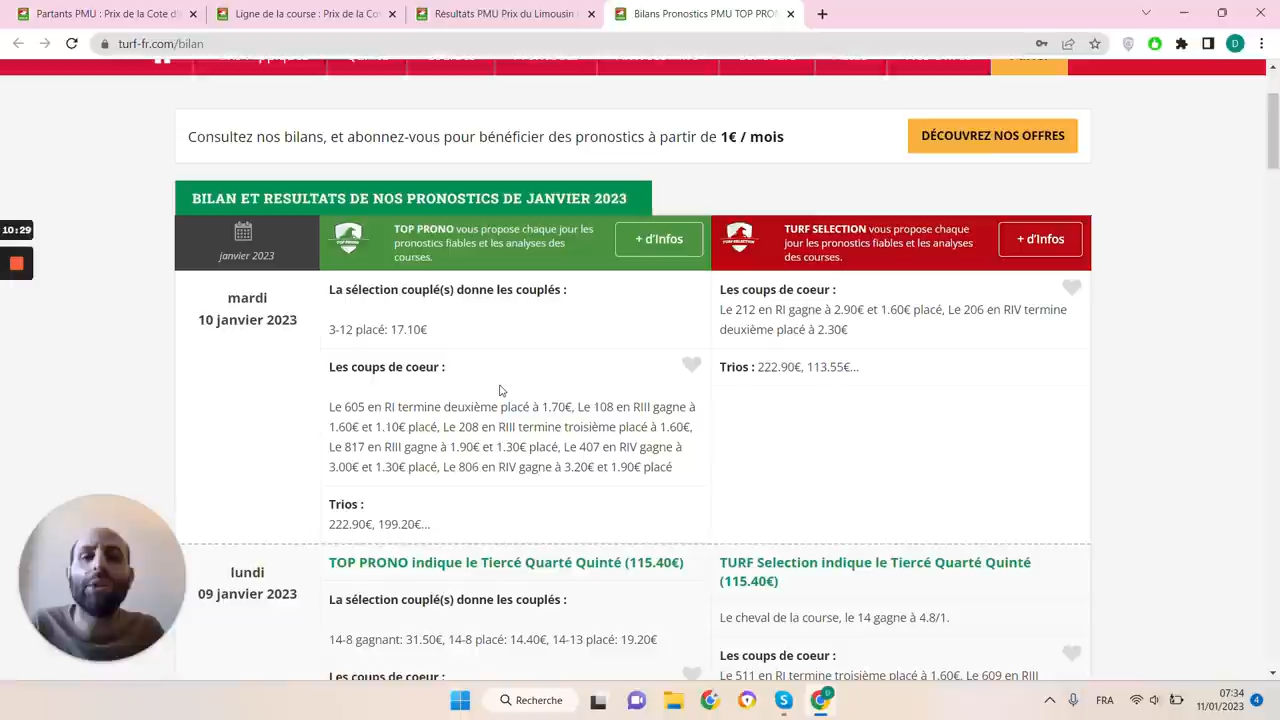 Partants PMU : Prix de la Cote d
Ligne de la course : Prix de la Co
Résultats PMU Prix du Limousin
Bilans Pronostics PMU TOP PRON
turf-fr.com/bilan
Consultez nos bilans, et abonnez-vous pour bénéficier des pronostics à partir de 1€ / mois
DÉCOUVREZ NOS OFFRES
BILAN ET RESULTATS DE NOS PRONOSTICS DE JANVIER 2023
janvier 2023
TOP PRONO vous propose chaque jour les
pronostics fiables et les analyses des
courses.
+ d'Infos
TURF SELECTION vous propose chaque
jour les pronostics fiables et les analyses
des courses.
+ d'Infos
10:29
mardi
10 janvier 2023
La sélection couplé(s) donne les couplés :
3-12 placé: 17.10€
Les coups de coeur :
Le 605 en RI termine deuxième placé à 1.70€, Le 108 en RIII gagne à
1.60€ et 1.10€ placé, Le 208 en RIII termine troisième placé à 1.60€,
Le 817 en RIII gagne à 1.90€ et 1.30€ placé, Le 407 en RIV gagne à
3.00€ et 1.30€ placé, Le 806 en RIV gagne à 3.20€ et 1.90€ placé
Trios :
222.90€, 199.20€...
Les coups de coeur :
Le 212 en RI gagne à 2.90€ et 1.60€ placé, Le 206 en RIV termine
deuxième placé à 2.30€
Trios : 222.90€, 113.55€...
lundi
09 janvier 2023
TOP PRONO indique le Tiercé Quarté Quinté (115.40€)
La sélection couplé(s) donne les couplés :
14-8 gagnant: 31.50€, 14-8 placé: 14.40€, 14-13 placé: 19.20€
Les coups de coeur :
TURF Selection indique le Tiercé Quarté Quinté
(115.40€)
Le cheval de la course, le 14 gagne à 4.8/1.
Les coups de coeur :
Le 511 en RI termine troisième placé à 1.60€, Le 609 en RIII
Recherche
FRA
07:34
11/01/2023
4